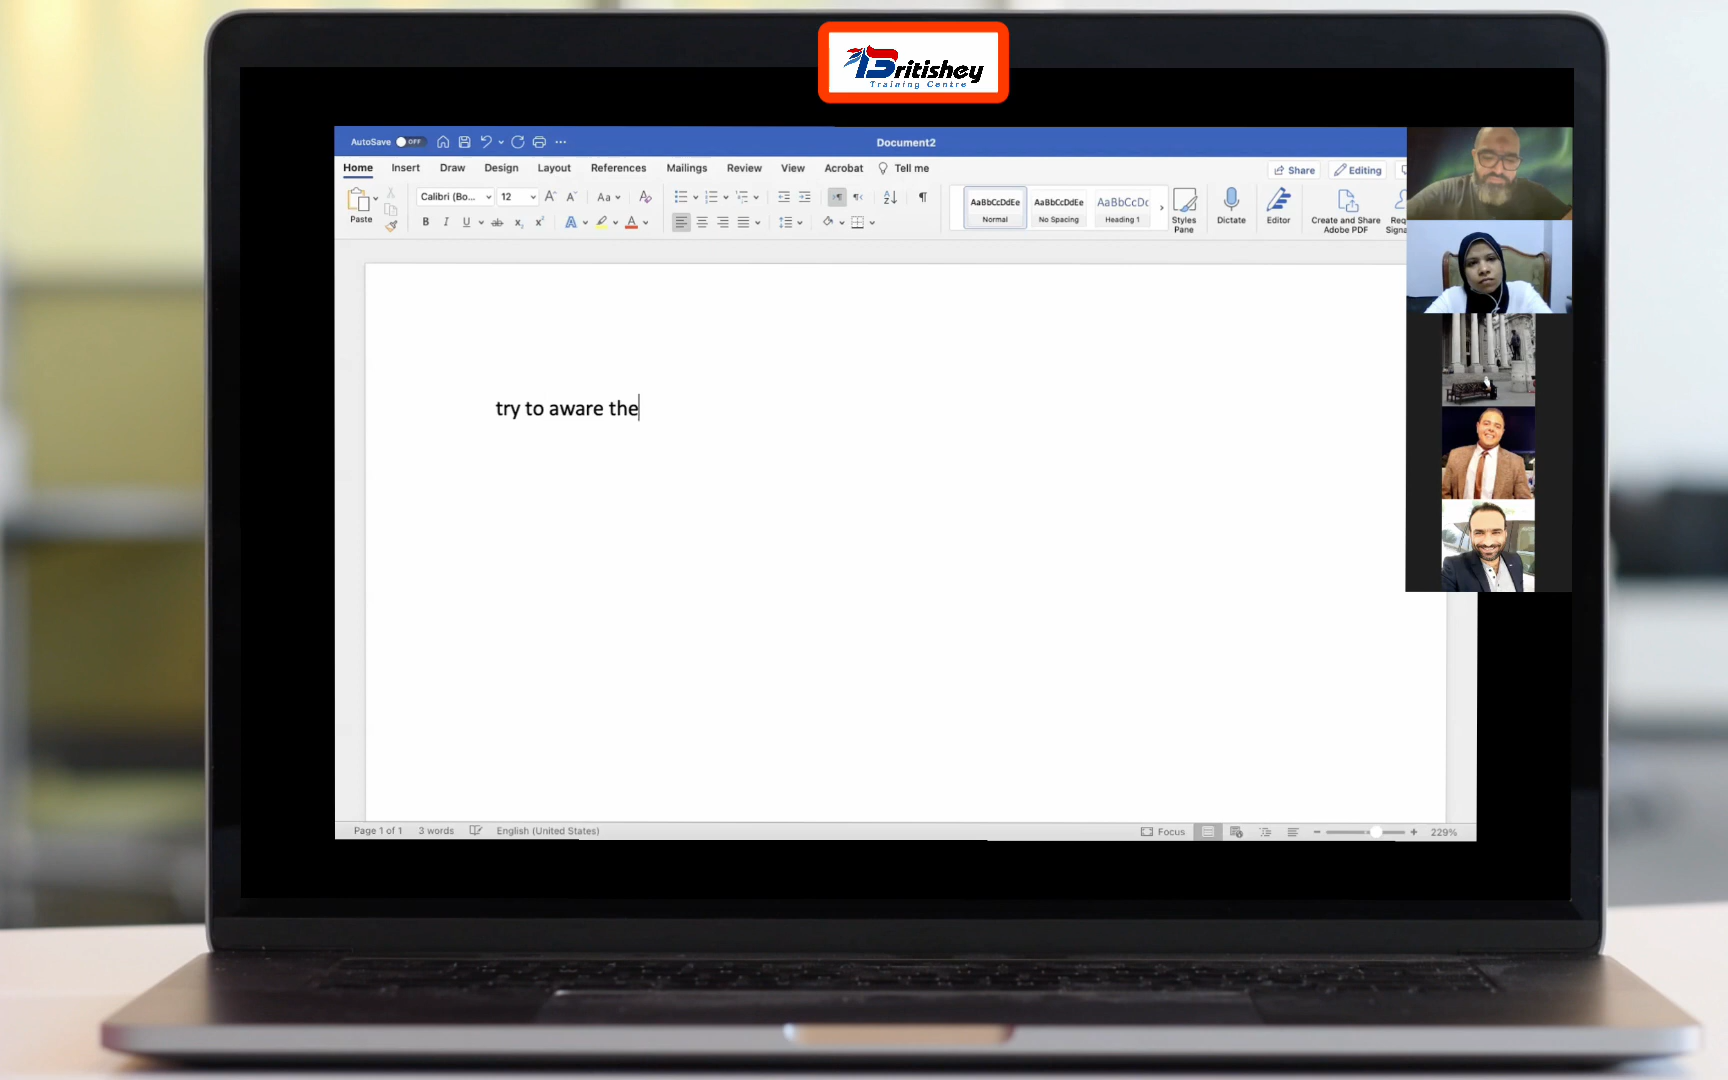 Britishey
Training Centre
AutoSave OFF
Document2
Home Insert Draw Design Layout References Mailings Review View Acrobat Tell me
Share Editing
Paste
Calibri (Bo... 12
Aa
AaBbCcDdEe AaBbCcDdEe AaBbCcDc
Normal No Spacing Heading 1
Styles Pane
Dictate
Editor
Create and Share Adobe PDF
try to aware the
Page 1 of 1 3 words English (United States)
Focus
229%